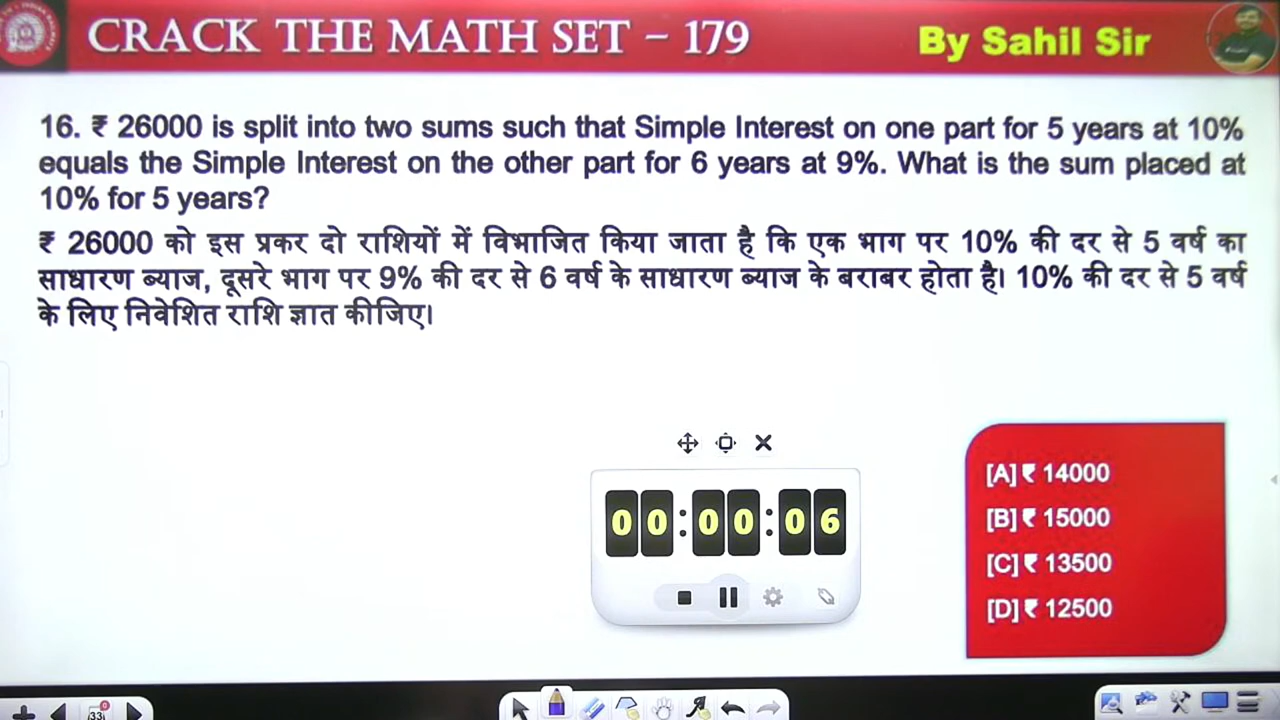 CRACK THE MATH SET – 179
By Sahil Sir
16. ₹ 26000 is split into two sums such that Simple Interest on one part for 5 years at 10%
equals the Simple Interest on the other part for 6 years at 9%. What is the sum placed at
10% for 5 years?
₹ 26000 को इस प्रकर दो राशियों में विभाजित किया जाता है कि एक भाग पर 10% की दर से 5 वर्ष का
साधारण ब्याज, दूसरे भाग पर 9% की दर से 6 वर्ष के साधारण ब्याज के बराबर होता है। 10% की दर से 5 वर्ष
के लिए निवेशित राशि ज्ञात कीजिए।
00:00:06
[A] ₹ 14000
[B] ₹ 15000
[C] ₹ 13500
[D] ₹ 12500
33
0